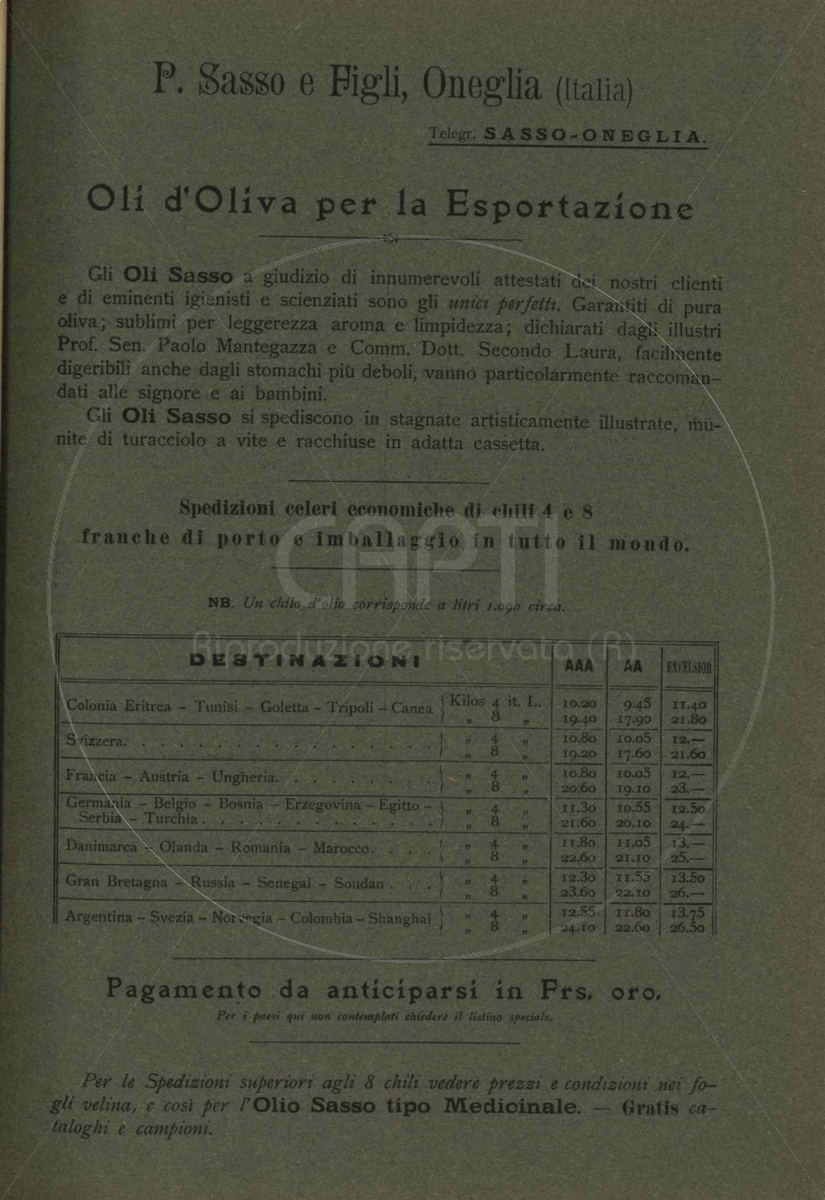 P. Sasso e Figli, Oneglia (Italia)
Telegr. SASSO-ONEGLIA.
Oli d'Oliva per la Esportazione
Gli Oli Sasso a giudizio di innumerevoli attestati dei nostri clienti
e di eminenti igienisti e scienziati sono gli unici perfetti. Garantiti di pura
oliva; sublimi per leggerezza aroma e limpidezza; dichiarati dagli illustri
Prof. Sen. Paolo Mantegazza e Comm. Dott. Secondo Laura, facilmente
digeribili anche dagli stomachi più deboli, vanno particolarmente raccoman-
dati alle signore e ai bambini.
Gli Oli Sasso si spediscono in stagnate artisticamente illustrate, mu-
nite di turacciolo a vite e racchiuse in adatta cassetta.
Spedizioni celeri economiche di chili 4 e 8
franche di porto e imballaggio in tutto il mondo.
CAPTI
NB. Un chilo d'olio corrisponde a litri 1.090 circa.
Riproduzione riservata (R)
DESTINAZIONI AAA AA EXCELSIOR
Colonia Eritrea - Tunisi - Goletta - Tripoli - Canea Kilos 4 it. L. 10.20 9.45 11.40
„ 8 „ 19.40 17.90 21.80
Svizzera. . . . . . . . . . . . . . . . . „ 4 „ 10.80 10.05 12.—
„ 8 „ 19.20 17.60 21.60
Francia - Austria - Ungheria. . . . . . . . „ 4 „ 10.80 10.05 12.—
„ 8 „ 20.60 19.10 23.—
Germania - Belgio - Bosnia - Erzegovina - Egitto - „ 4 „ 11.30 10.55 12.50
Serbia - Turchia . . . . . . . . . . . . „ 8 „ 21.60 20.10 24.—
Danimarca - Olanda - Romania - Marocco. . . . „ 4 „ 11.80 11.05 13.—
„ 8 „ 22.60 21.10 25.—
Gran Bretagna - Russia - Senegal - Soudan . . . „ 4 „ 12.30 11.55 13.50
„ 8 „ 23.60 22.10 26.—
Argentina - Svezia - Norvegia - Colombia - Shanghai „ 4 „ 12.55 11.80 13.75
„ 8 „ 24.10 22.60 26.50
Pagamento da anticiparsi in Frs. oro.
Per i paesi qui non contemplati chiedere il listino speciale.
Per le Spedizioni superiori agli 8 chili vedere prezzi e condizioni nei fo-
gli velina, e così per l'Olio Sasso tipo Medicinale. — Gratis ca-
taloghi e campioni.